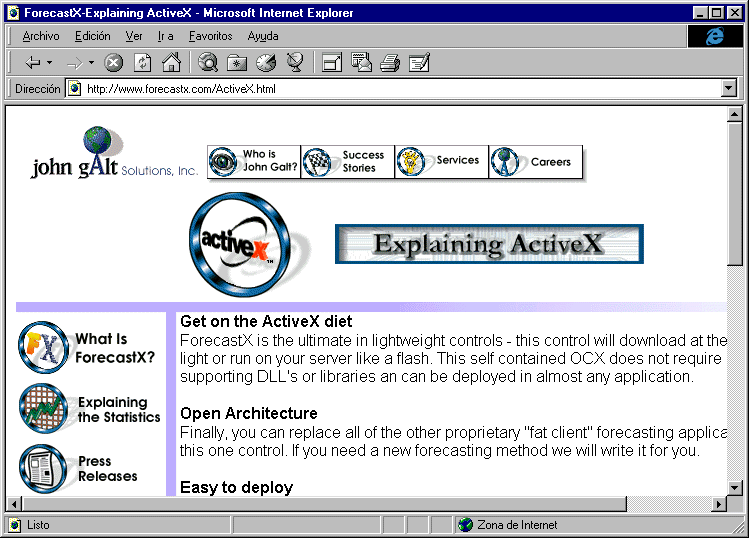 ForecastX-Explaining ActiveX - Microsoft Internet Explorer
Archivo Edición Ver Ir a Favoritos Ayuda
Dirección http://www.forecastx.com/ActiveX.html
john gAlt Solutions, Inc.
Who is
John Galt?
Success
Stories
Services
Careers
activeX™
Explaining ActiveX
FX
What Is
ForecastX?
Explaining
the Statistics
Press
Releases
Get on the ActiveX diet
ForecastX is the ultimate in lightweight controls - this control will download at the
light or run on your server like a flash. This self contained OCX does not require
supporting DLL's or libraries an can be deployed in almost any application.
Open Architecture
Finally, you can replace all of the other proprietary "fat client" forecasting applica
this one control. If you need a new forecasting method we will write it for you.
Easy to deploy
Listo
Zona de Internet